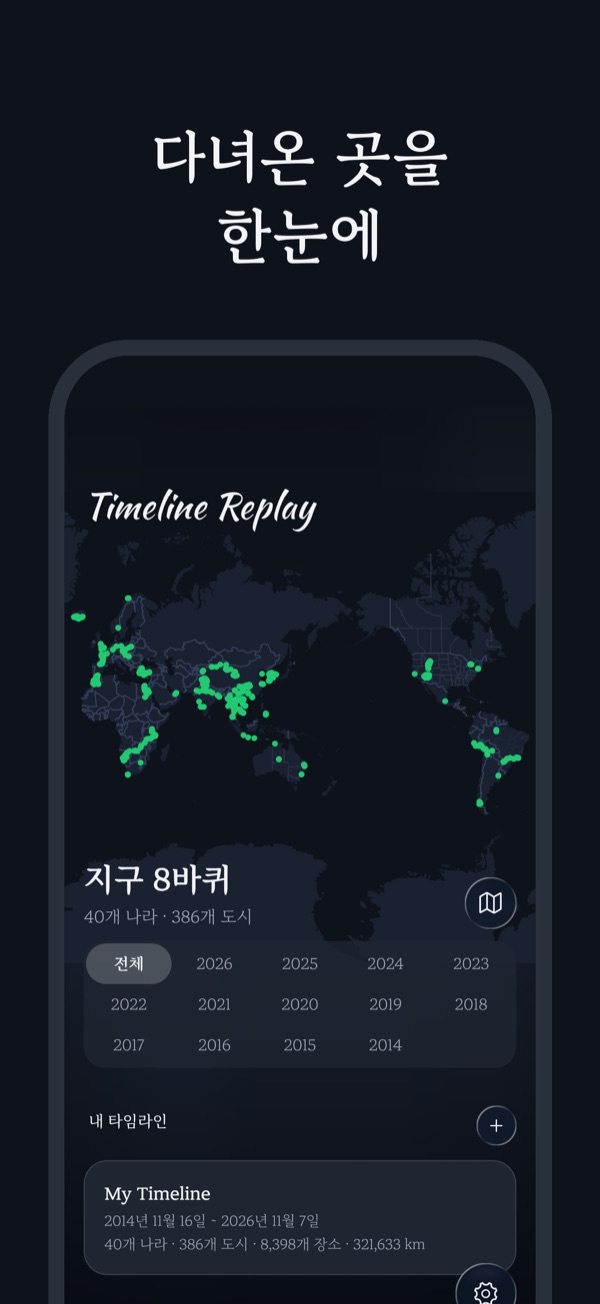 다녀온 곳을
한눈에
Timeline Replay
지구 8바퀴
40개 나라 · 386개 도시
전체 2026 2025 2024 2023
2022 2021 2020 2019 2018
2017 2016 2015 2014
내 타임라인
My Timeline
2014년 11월 16일 ~ 2026년 11월 7일
40개 나라 · 386개 도시 · 8,398개 장소 · 321,633 km